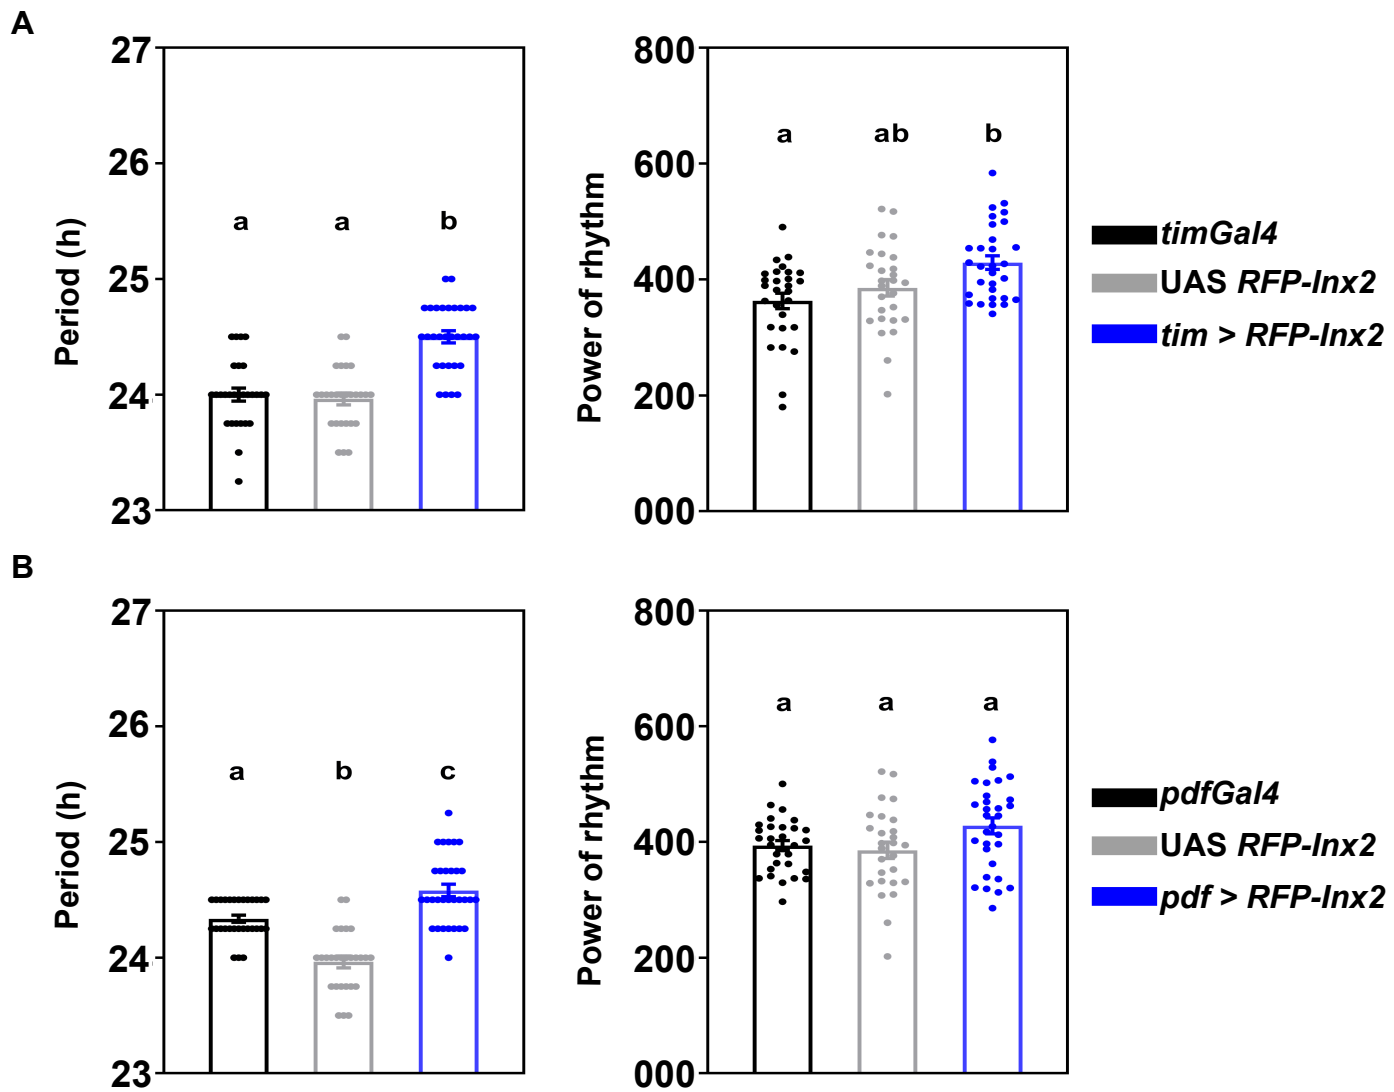 A
27
26
25
24
23
Period (h)
a a b
800
600
400
200
000
Power of rhythm
a ab b
timGal4
UAS RFP-Inx2
tim > RFP-Inx2
B
27
26
25
24
23
Period (h)
a b c
800
600
400
200
000
Power of rhythm
a a a
pdfGal4
UAS RFP-Inx2
pdf > RFP-Inx2